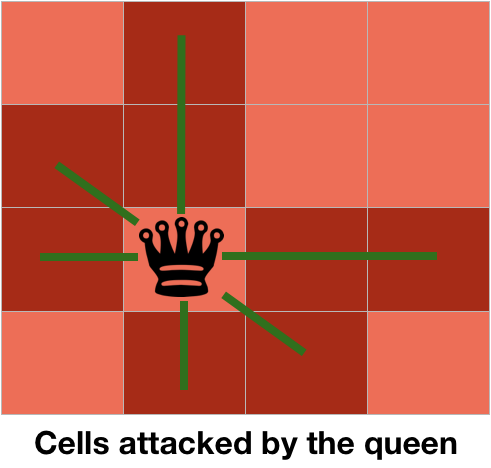 Cells attacked by the queen